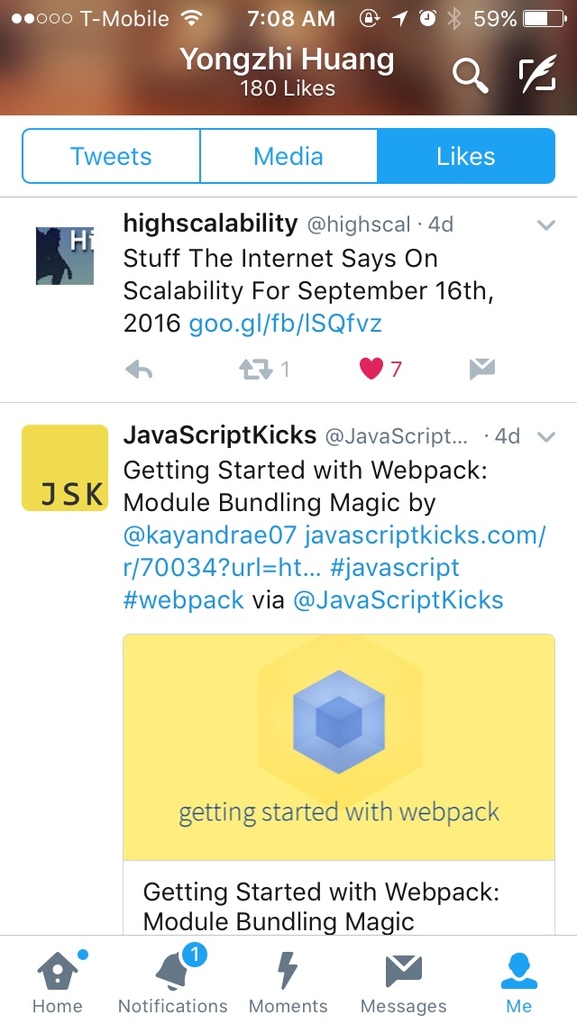 T-Mobile 7:08 AM 59%
Yongzhi Huang
180 Likes
Tweets Media Likes
Hi
highscalability @highscal · 4d
Stuff The Internet Says On
Scalability For September 16th,
2016 goo.gl/fb/lSQfvz
1 7
JSK
JavaScriptKicks @JavaScript... · 4d
Getting Started with Webpack:
Module Bundling Magic by
@kayandrae07 javascriptkicks.com/
r/70034?url=ht... #javascript
#webpack via @JavaScriptKicks
getting started with webpack
Getting Started with Webpack:
Module Bundling Magic
1
Home Notifications Moments Messages Me